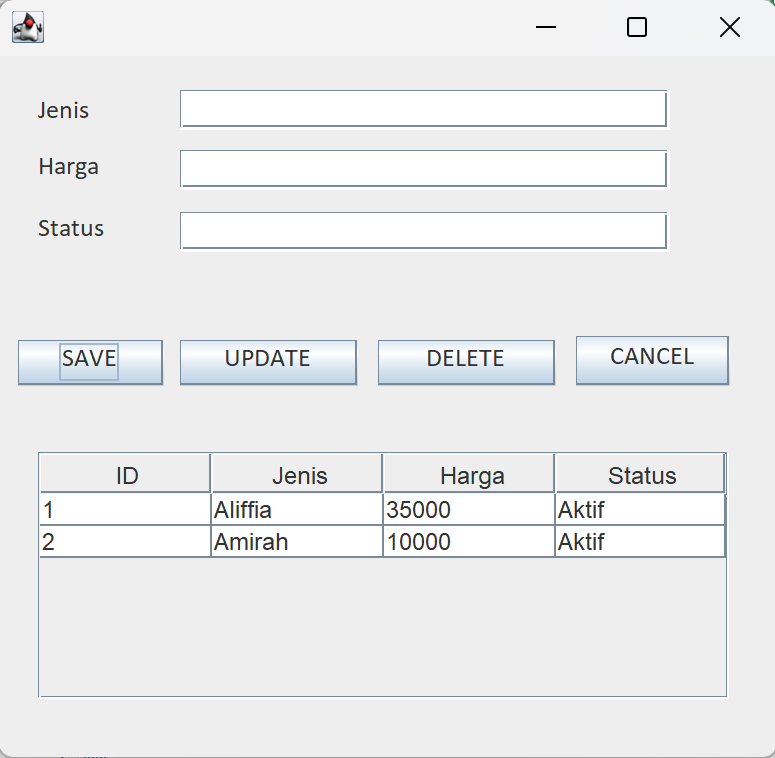 Jenis
Harga
Status
SAVE UPDATE DELETE CANCEL
ID Jenis Harga Status
1 Aliffia 35000 Aktif
2 Amirah 10000 Aktif